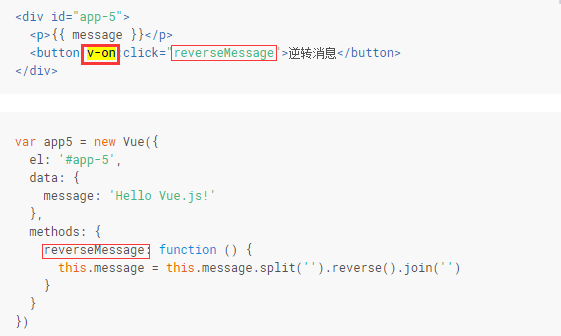 <div id="app-5">
  <p>{{ message }}</p>
  <button v-on:click="reverseMessage">逆转消息</button>
</div>
var app5 = new Vue({
  el: '#app-5',
  data: {
    message: 'Hello Vue.js!'
  },
  methods: {
    reverseMessage: function () {
      this.message = this.message.split('').reverse().join('')
    }
  }
})